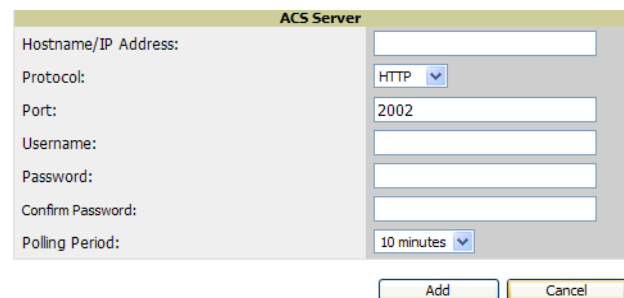 ACS Server
Hostname/IP Address:
Protocol: HTTP
Port: 2002
Username:
Password:
Confirm Password:
Polling Period: 10 minutes
Add Cancel